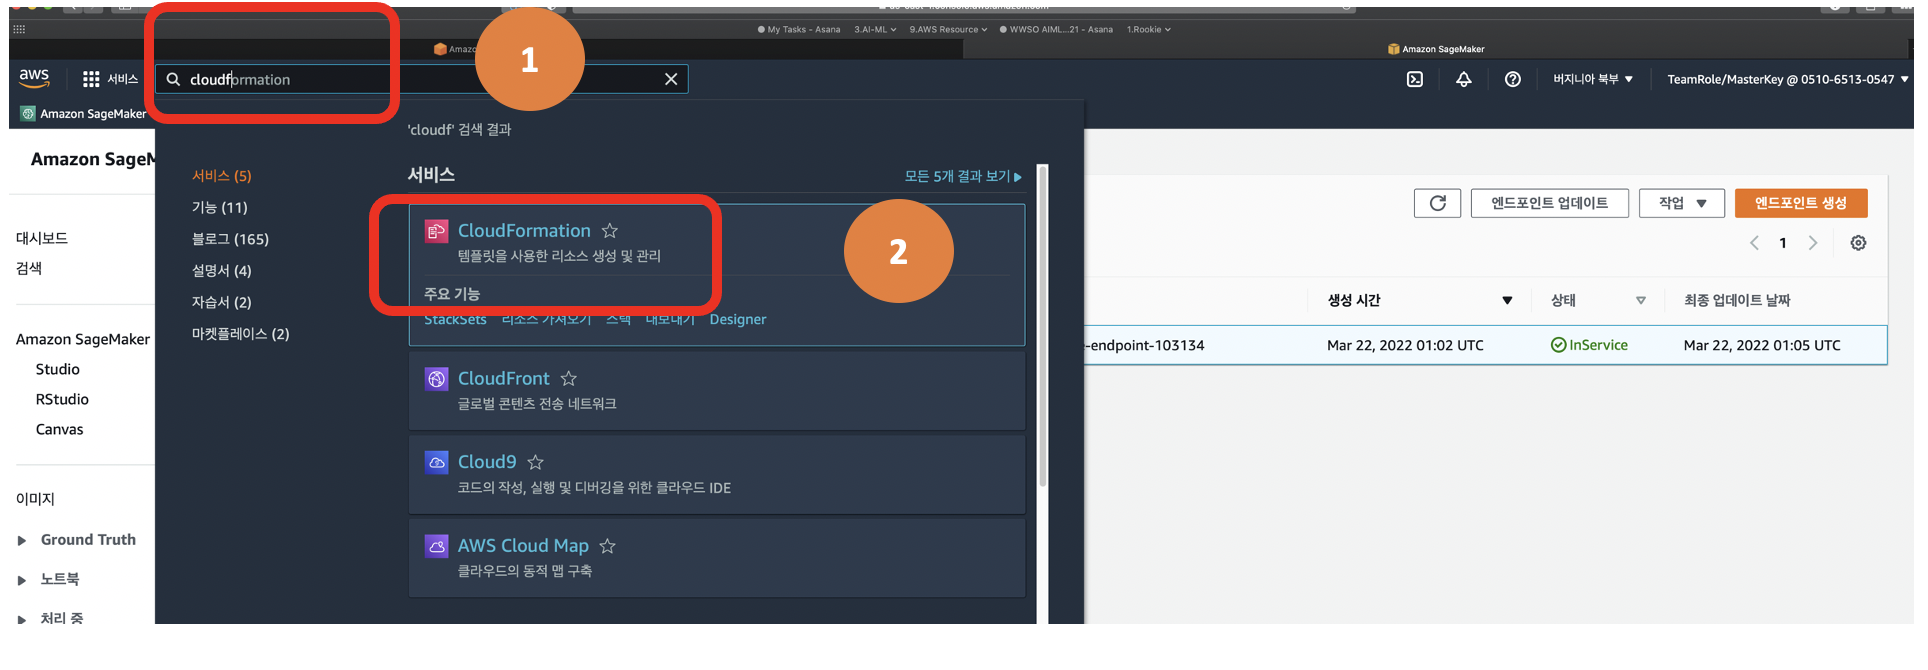 My Tasks - Asana 3.AI-ML 9.AWS Resource WWSO AIML...21 - Asana 1.Rookie
Amazon SageMaker
aws 서비스 cloudformation 버지니아 북부 TeamRole/MasterKey @ 0510-6513-0547
1
Amazon SageMaker
'cloudf' 검색 결과
Amazon
서비스 (5)
기능 (11)
블로그 (165)
설명서 (4)
자습서 (2)
마켓플레이스 (2)
서비스
모든 5개 결과 보기
CloudFormation
템플릿을 사용한 리소스 생성 및 관리
2
주요 기능
StackSets 리소스 가져오기 스택 내보내기 Designer
CloudFront
글로벌 콘텐츠 전송 네트워크
Cloud9
코드의 작성, 실행 및 디버깅을 위한 클라우드 IDE
AWS Cloud Map
클라우드의 동적 맵 구축
대시보드
검색
Amazon SageMaker
Studio
RStudio
Canvas
이미지
Ground Truth
노트북
처리 중
엔드포인트 업데이트 작업 엔드포인트 생성
1
생성 시간 상태 최종 업데이트 날짜
-endpoint-103134 Mar 22, 2022 01:02 UTC InService Mar 22, 2022 01:05 UTC